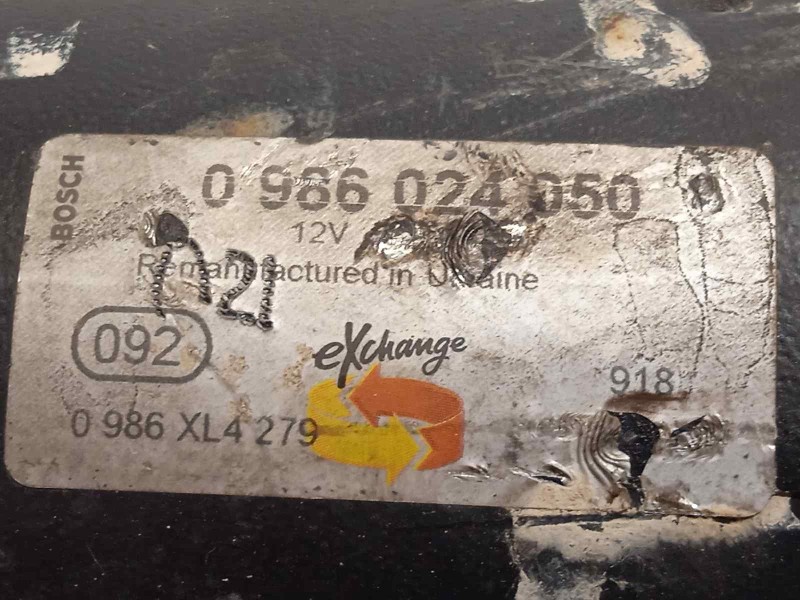 BOSCH
0 986 024 050
12V
Remanufactured in Ukraine
092
eXchange
918
0 986 XL4 279